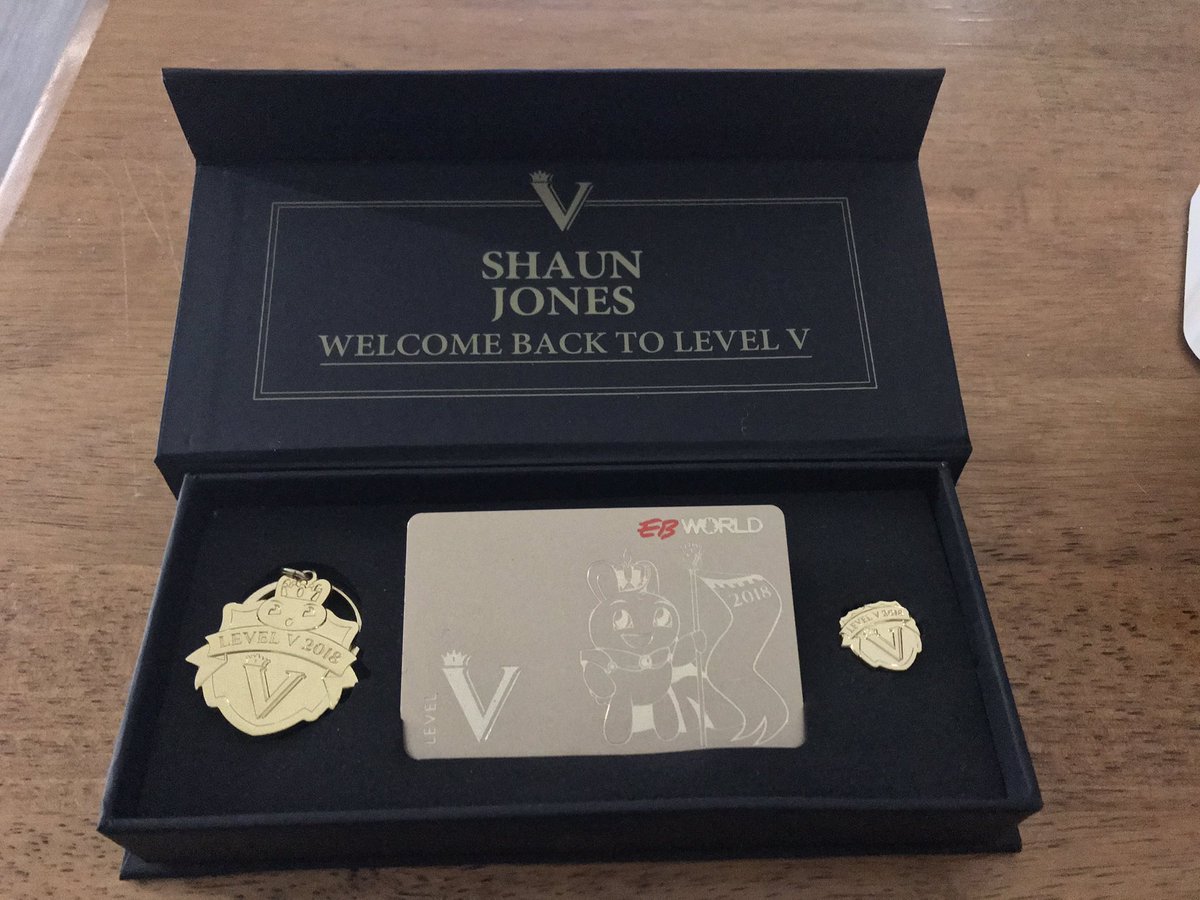 V
SHAUN
JONES
WELCOME BACK TO LEVEL V
EB WORLD
2018
LEVEL V
LEVEL V 2018
V
LEVEL V 2018
V